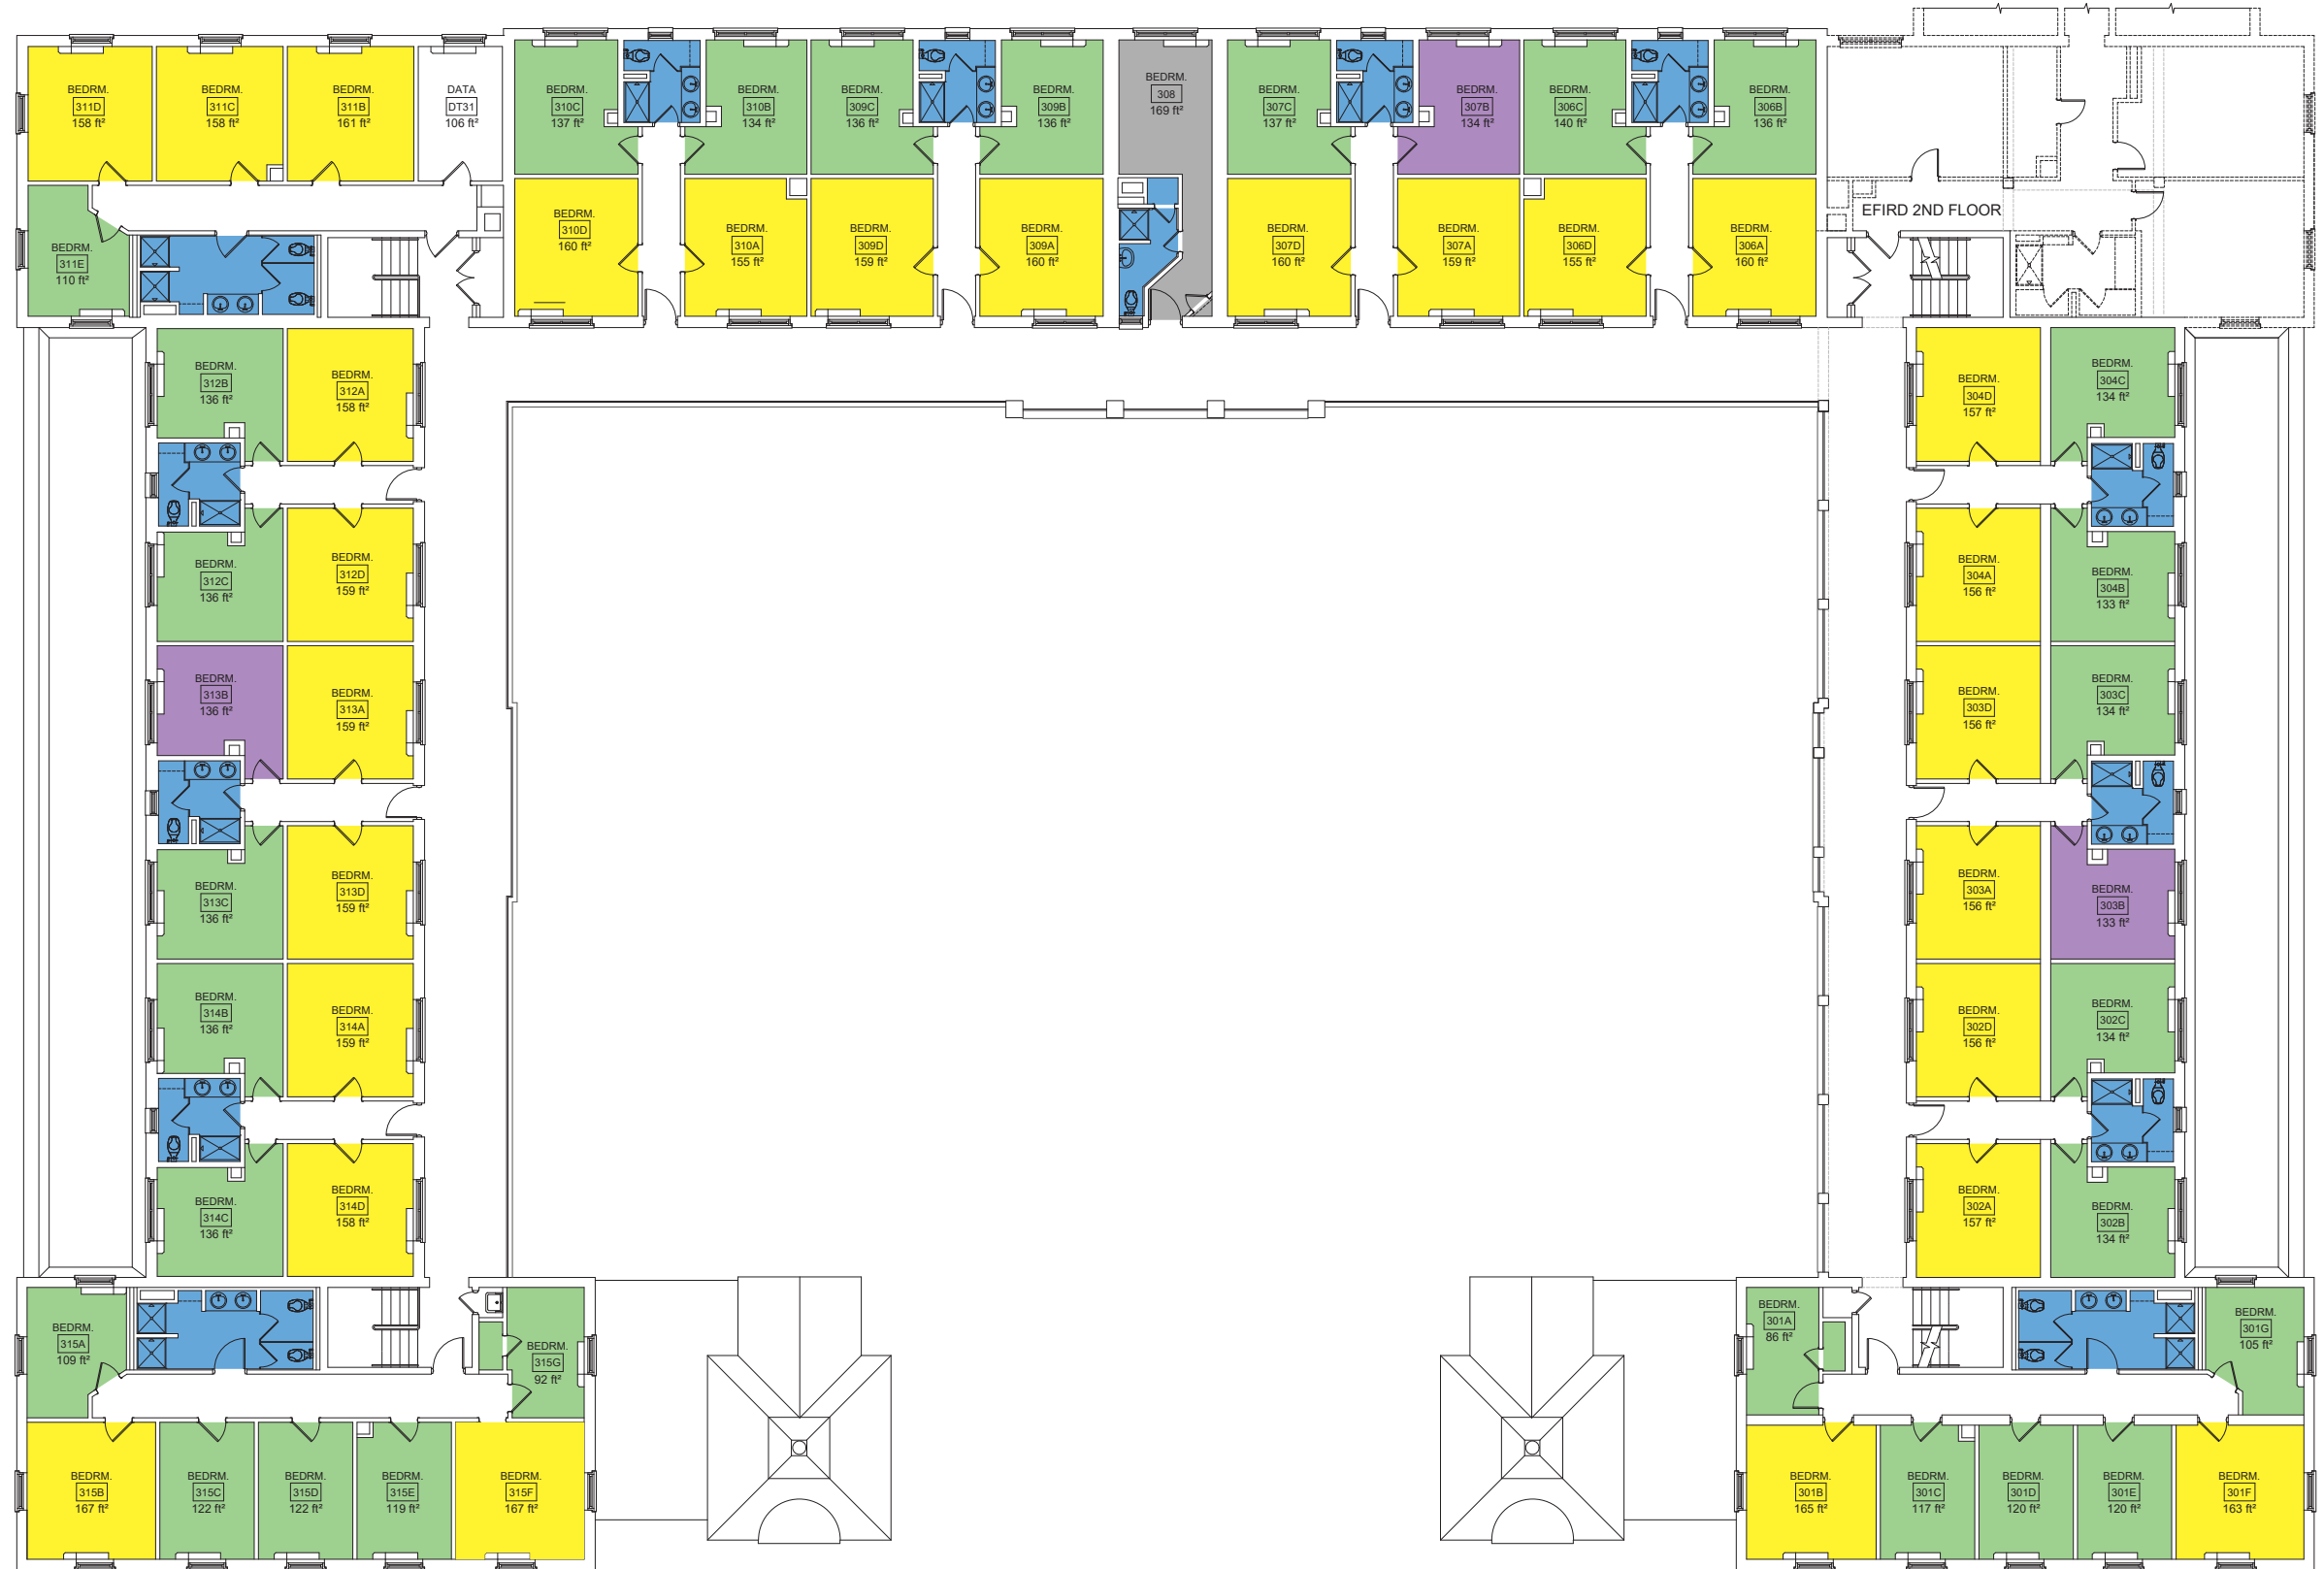 BEDRM.
311D
158 ft²
BEDRM.
311C
158 ft²
BEDRM.
311B
161 ft²
DATA
DT31
106 ft²
BEDRM.
310C
137 ft²
BEDRM.
310B
134 ft²
BEDRM.
309C
136 ft²
BEDRM.
309B
136 ft²
BEDRM.
308
169 ft²
BEDRM.
307C
137 ft²
BEDRM.
307B
134 ft²
BEDRM.
306C
140 ft²
BEDRM.
306B
136 ft²
BEDRM.
311E
110 ft²
BEDRM.
310D
160 ft²
BEDRM.
310A
155 ft²
BEDRM.
309D
159 ft²
BEDRM.
309A
160 ft²
BEDRM.
307D
160 ft²
BEDRM.
307A
159 ft²
BEDRM.
306D
155 ft²
BEDRM.
306A
160 ft²
EFIRD 2ND FLOOR
BEDRM.
312B
136 ft²
BEDRM.
312A
158 ft²
BEDRM.
304D
157 ft²
BEDRM.
304C
134 ft²
BEDRM.
312C
136 ft²
BEDRM.
312D
159 ft²
BEDRM.
304A
156 ft²
BEDRM.
304B
133 ft²
BEDRM.
313B
136 ft²
BEDRM.
313A
159 ft²
BEDRM.
303D
156 ft²
BEDRM.
303C
134 ft²
BEDRM.
313C
136 ft²
BEDRM.
313D
159 ft²
BEDRM.
303A
156 ft²
BEDRM.
303B
133 ft²
BEDRM.
314B
136 ft²
BEDRM.
314A
159 ft²
BEDRM.
302D
156 ft²
BEDRM.
302C
134 ft²
BEDRM.
314C
136 ft²
BEDRM.
314D
158 ft²
BEDRM.
302A
157 ft²
BEDRM.
302B
134 ft²
BEDRM.
315A
109 ft²
BEDRM.
315G
92 ft²
BEDRM.
301A
86 ft²
BEDRM.
301G
105 ft²
BEDRM.
315B
167 ft²
BEDRM.
315C
122 ft²
BEDRM.
315D
122 ft²
BEDRM.
315E
119 ft²
BEDRM.
315F
167 ft²
BEDRM.
301B
165 ft²
BEDRM.
301C
117 ft²
BEDRM.
301D
120 ft²
BEDRM.
301E
120 ft²
BEDRM.
301F
163 ft²